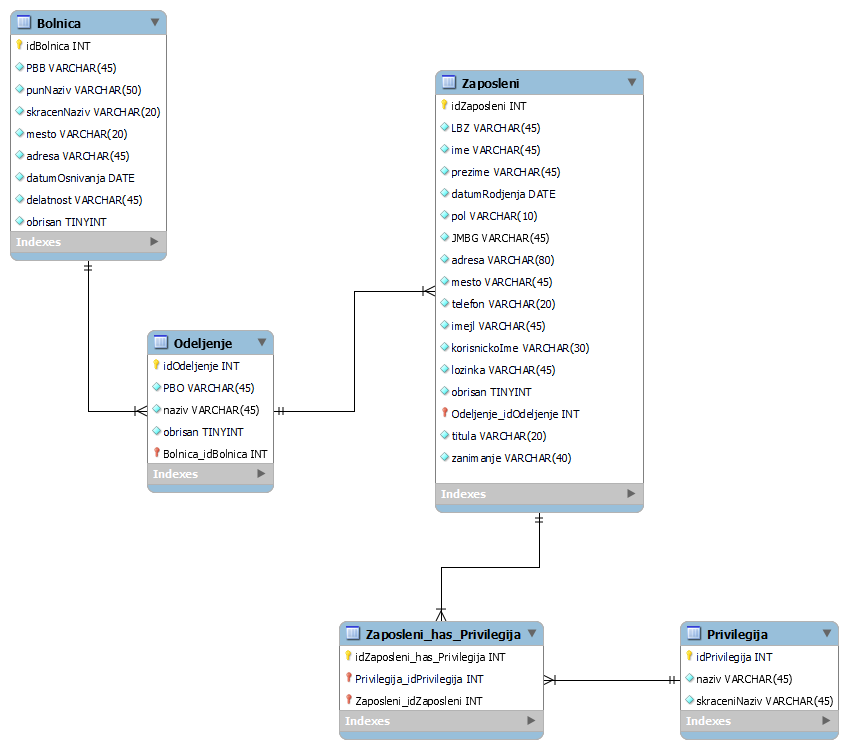 Bolnica
idBolnica INT
PBB VARCHAR(45)
punNaziv VARCHAR(50)
skracenNaziv VARCHAR(20)
mesto VARCHAR(20)
adresa VARCHAR(45)
datumOsnivanja DATE
delatnost VARCHAR(45)
obrisan TINYINT
Indexes
Zaposleni
idZaposleni INT
LBZ VARCHAR(45)
ime VARCHAR(45)
prezime VARCHAR(45)
datumRodjenja DATE
pol VARCHAR(10)
JMBG VARCHAR(45)
adresa VARCHAR(80)
mesto VARCHAR(45)
telefon VARCHAR(20)
imejl VARCHAR(45)
korisnickoIme VARCHAR(30)
lozinka VARCHAR(45)
obrisan TINYINT
Odeljenje_idOdeljenje INT
titula VARCHAR(20)
zanimanje VARCHAR(40)
Indexes
Odeljenje
idOdeljenje INT
PBO VARCHAR(45)
naziv VARCHAR(45)
obrisan TINYINT
Bolnica_idBolnica INT
Indexes
Zaposleni_has_Privilegija
idZaposleni_has_Privilegija INT
Privilegija_idPrivilegija INT
Zaposleni_idZaposleni INT
Indexes
Privilegija
idPrivilegija INT
naziv VARCHAR(45)
skraceniNaziv VARCHAR(45)
Indexes